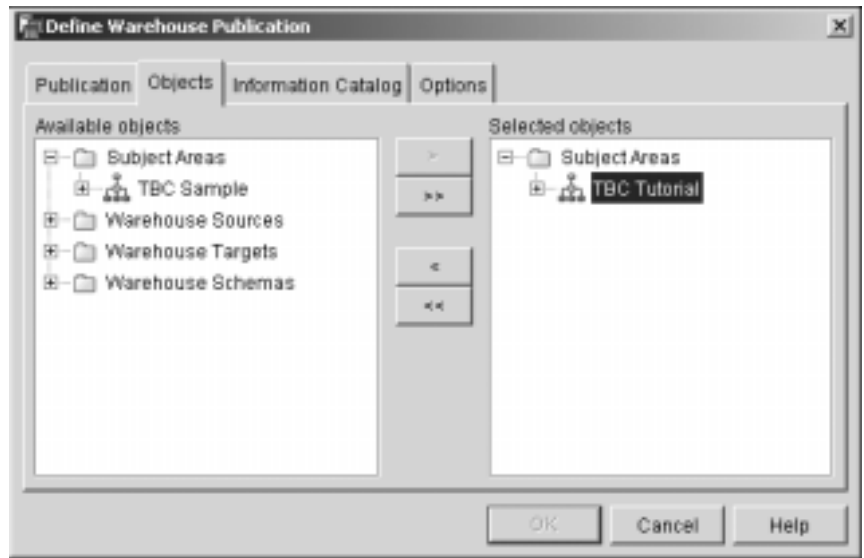 Define Warehouse Publication
Publication Objects Information Catalog Options
Available objects
Subject Areas
TBC Sample
Warehouse Sources
Warehouse Targets
Warehouse Schemas
>
>>
<
<<
Selected objects
Subject Areas
TBC Tutorial
OK Cancel Help